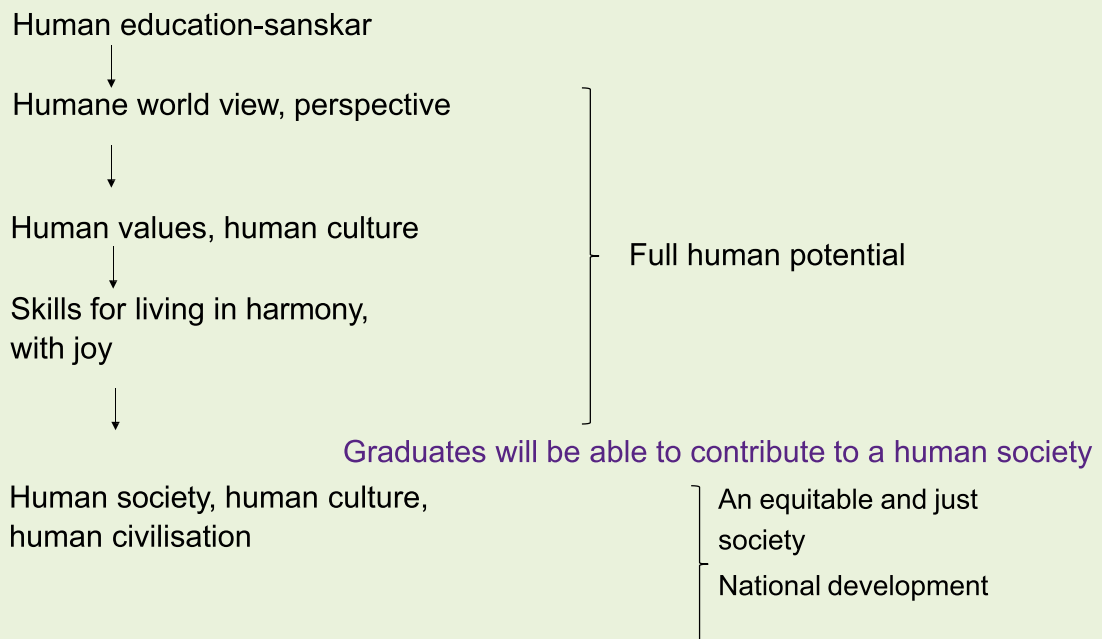 Human education-sanskar
Humane world view, perspective
Human values, human culture
Full human potential
Skills for living in harmony,
with joy
Graduates will be able to contribute to a human society
Human society, human culture,
human civilisation
An equitable and just
society
National development